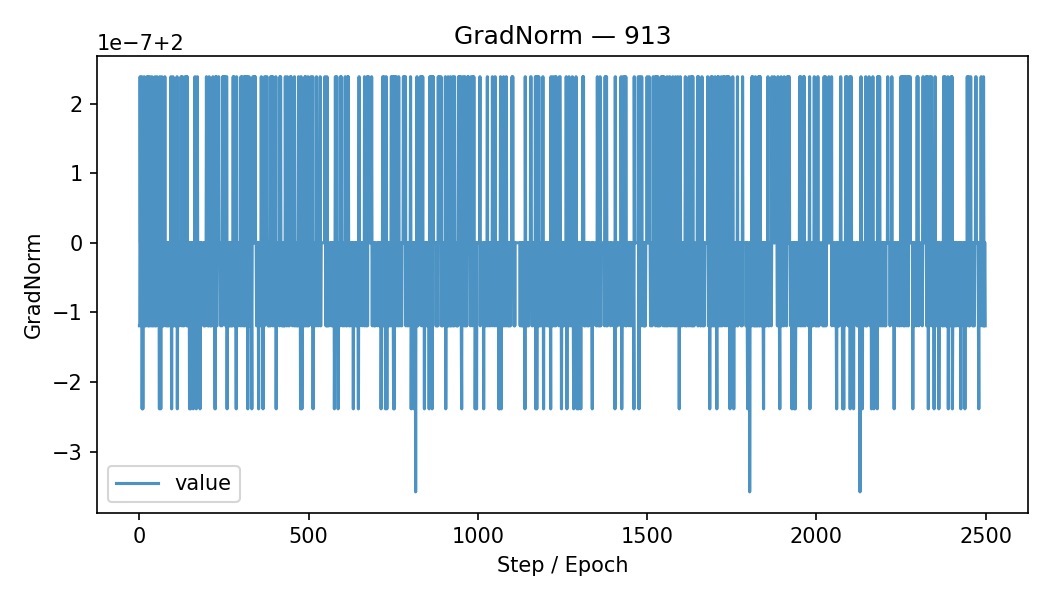 GradNorm — 913
1e−7+2
2
1
0
−1
−2
−3
GradNorm
value
0 500 1000 1500 2000 2500
Step / Epoch